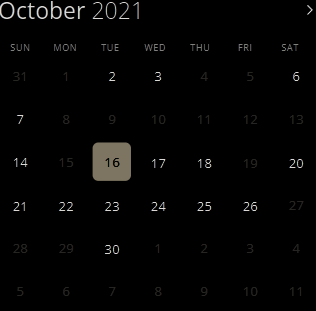 October 2021
SUN MON TUE WED THU FRI SAT
31 1 2 3 4 5 6
7 8 9 10 11 12 13
14 15 16 17 18 19 20
21 22 23 24 25 26 27
28 29 30 1 2 3 4
5 6 7 8 9 10 11